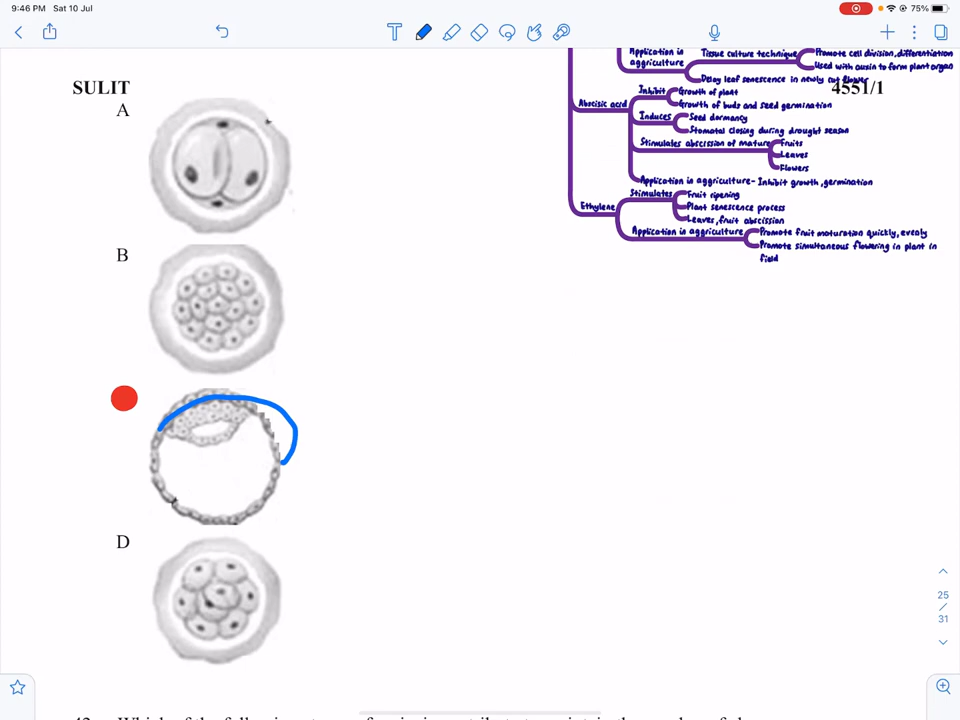 9:46 PM Sat 10 Jul
75%
SULIT
4551/1
A
B
D
Application in
aggriculture
Tissue culture technique
Promote cell division, differentiation
Used with auxin to form plant organ
Delay leaf senescence in newly cut flower
Abscisic acid
Inhibit
Growth of plant
Growth of buds and seed germination
Induces
Seed dormancy
Stomatal closing during drought season
Stimulates abscission of mature
Fruits
Leaves
Flowers
Application in aggriculture - Inhibit growth, germination
Ethylene
Stimulates
Fruit ripening
Plant senescence process
Leaves, fruit abscission
Application in aggriculture
Promote fruit maturation quickly, evenly
Promote simultaneous flowering in plant in
field
25
/
31